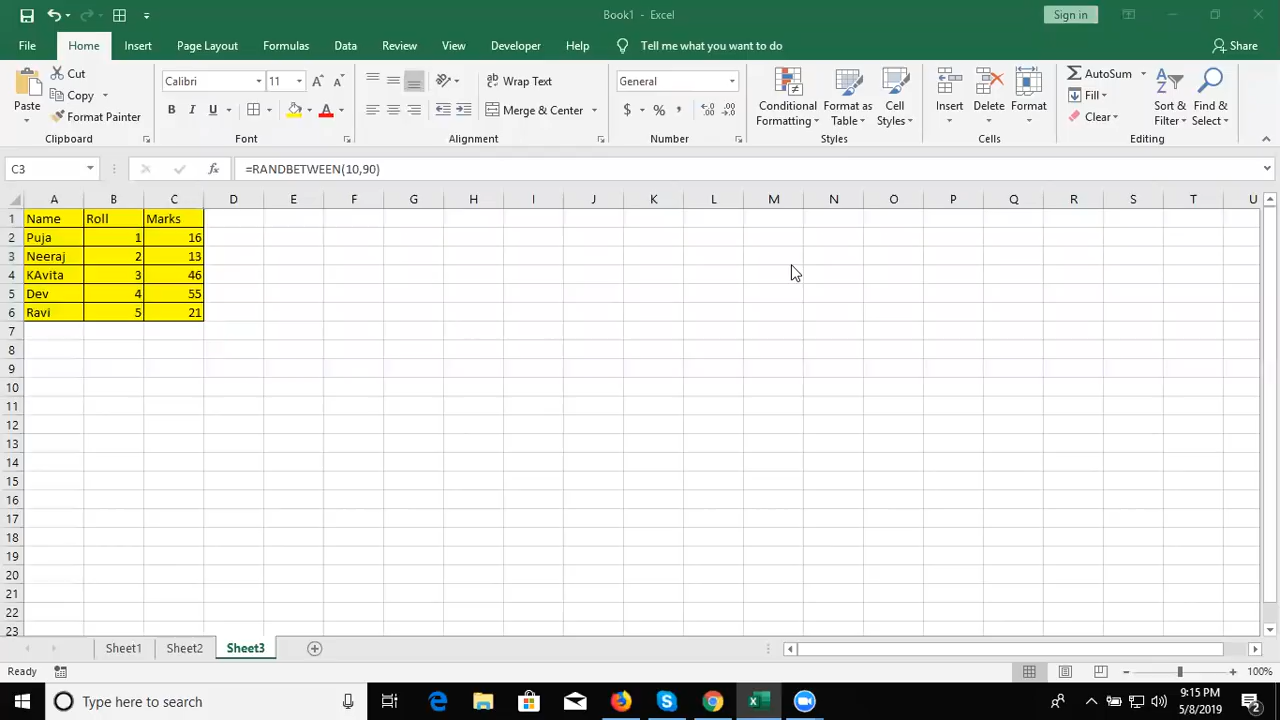 Book1 - Excel
Sign in
File Home Insert Page Layout Formulas Data Review View Developer Help Tell me what you want to do Share
Paste
Cut
Copy
Format Painter
Clipboard
Calibri 11
B I U
Font
Wrap Text
Merge & Center
Alignment
General
$ % ,
Number
Conditional Formatting
Format as Table
Cell Styles
Styles
Insert
Delete
Format
Cells
AutoSum
Fill
Clear
Sort & Filter
Find & Select
Editing
C3 fx =RANDBETWEEN(10,90)
A B C D E F G H I J K L M N O P Q R S T U
1 Name Roll Marks
2 Puja 1 16
3 Neeraj 2 13
4 KAvita 3 46
5 Dev 4 55
6 Ravi 5 21
7
8
9
10
11
12
13
14
15
16
17
18
19
20
21
22
23
Sheet1 Sheet2 Sheet3
Ready 100%
Type here to search
9:15 PM
5/8/2019
2